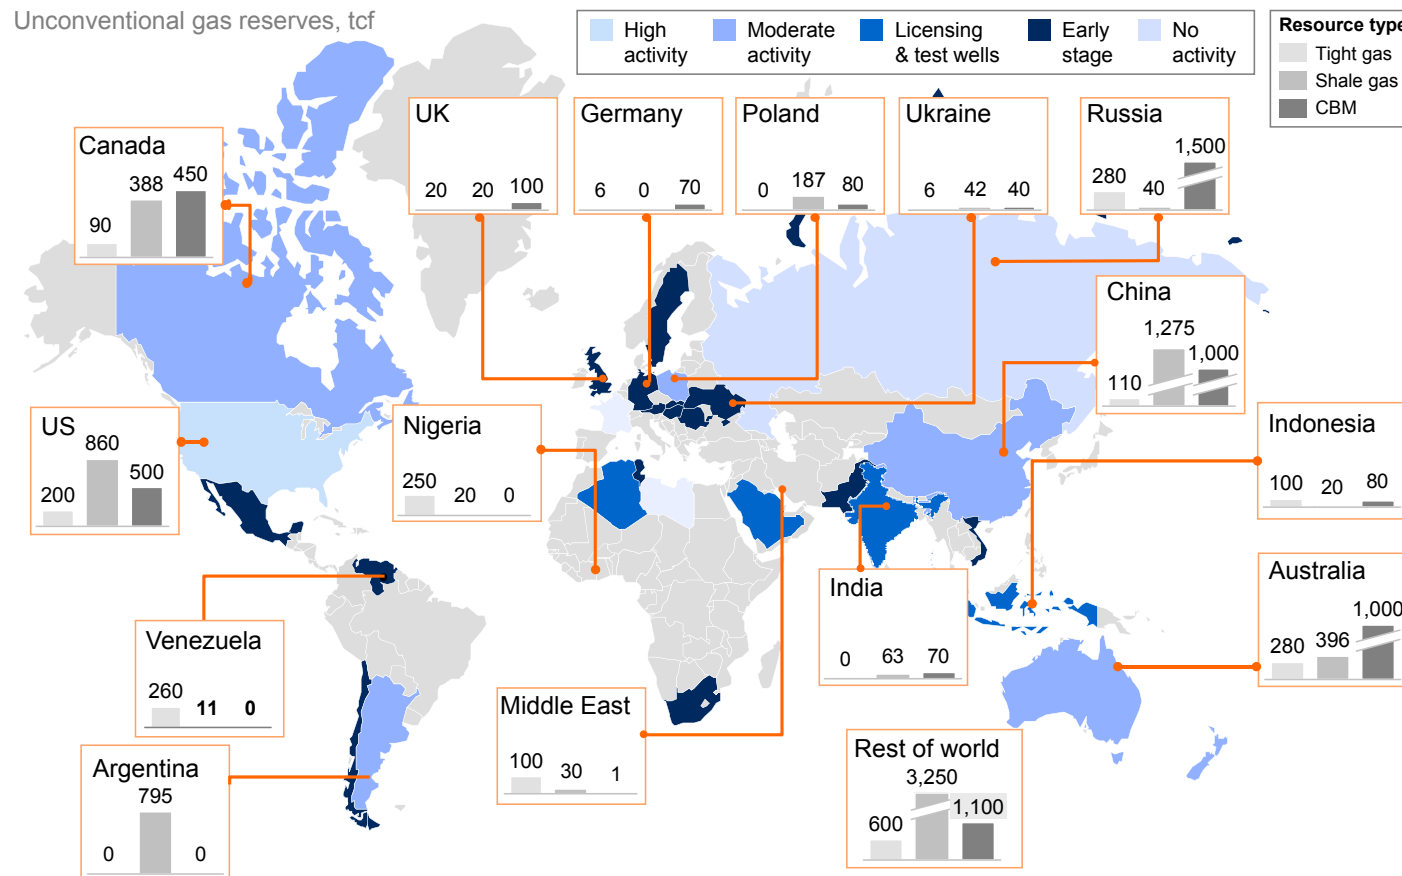 Unconventional gas reserves, tcf
High activity
Moderate activity
Licensing & test wells
Early stage
No activity
Resource type
Tight gas
Shale gas
CBM
Canada
90 388 450
UK
20 20 100
Germany
6 0 70
Poland
0 187 80
Ukraine
6 42 40
Russia
280 40 1,500
China
110 1,275 1,000
US
200 860 500
Nigeria
250 20 0
Indonesia
100 20 80
India
0 63 70
Australia
280 396 1,000
Venezuela
260 11 0
Middle East
100 30 1
Argentina
0 795 0
Rest of world
600 3,250 1,100